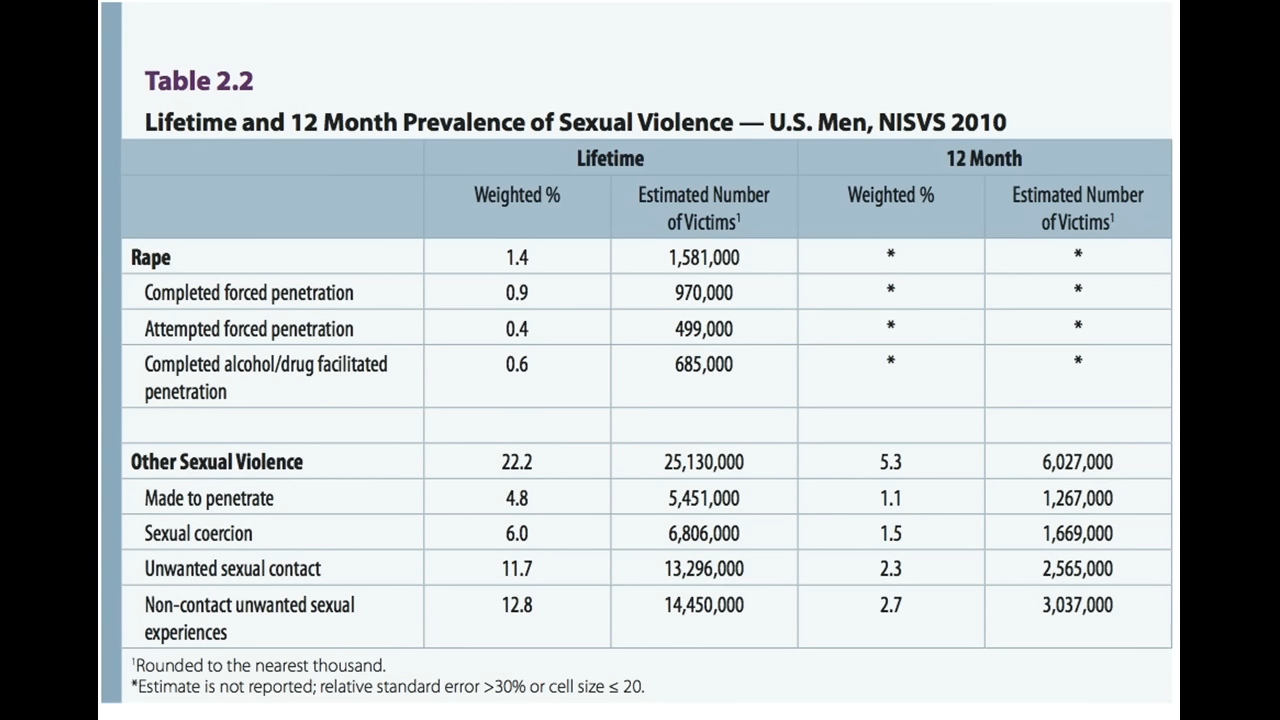 Table 2.2
Lifetime and 12 Month Prevalence of Sexual Violence — U.S. Men, NISVS 2010
Lifetime 12 Month
Weighted % Estimated Number of Victims¹ Weighted % Estimated Number of Victims¹
Rape 1.4 1,581,000 * *
Completed forced penetration 0.9 970,000 * *
Attempted forced penetration 0.4 499,000 * *
Completed alcohol/drug facilitated penetration 0.6 685,000 * *
Other Sexual Violence 22.2 25,130,000 5.3 6,027,000
Made to penetrate 4.8 5,451,000 1.1 1,267,000
Sexual coercion 6.0 6,806,000 1.5 1,669,000
Unwanted sexual contact 11.7 13,296,000 2.3 2,565,000
Non-contact unwanted sexual experiences 12.8 14,450,000 2.7 3,037,000
¹Rounded to the nearest thousand.
*Estimate is not reported; relative standard error >30% or cell size ≤ 20.